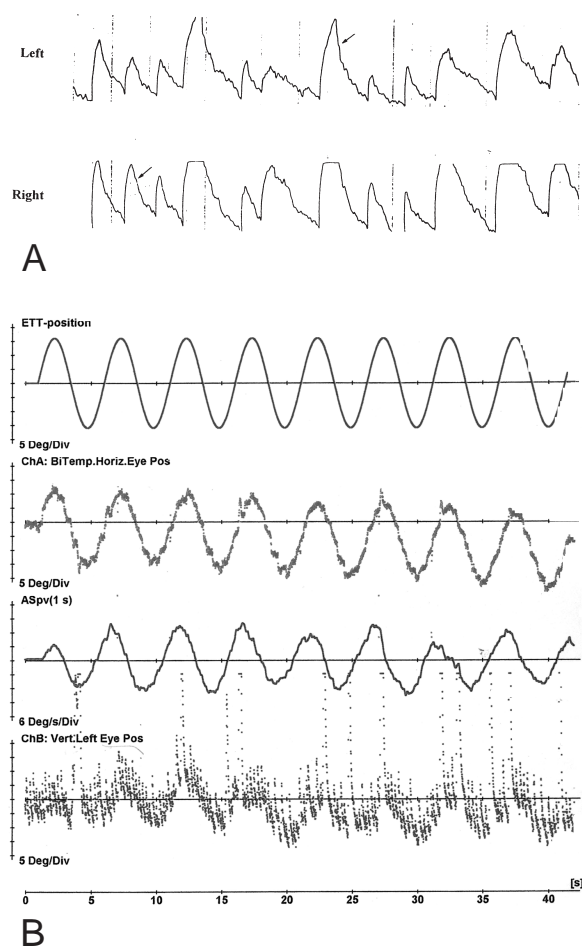 Left
Right
A
ETT-position
5 Deg/Div
ChA: BiTemp.Horiz.Eye Pos
5 Deg/Div
ASpv(1 s)
6 Deg/s/Div
ChB: Vert.Left Eye Pos
5 Deg/Div
[s]
0 5 10 15 20 25 30 35 40
B